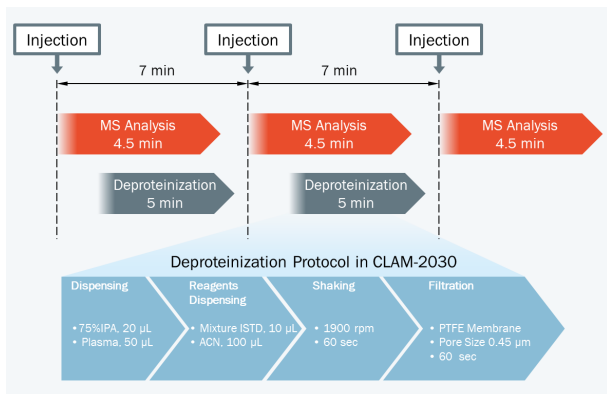 Injection
Injection
Injection
7 min
7 min
MS Analysis
4.5 min
MS Analysis
4.5 min
MS Analysis
4.5 min
Deproteinization
5 min
Deproteinization
5 min
Deproteinization Protocol in CLAM-2030
Dispensing
•75%IPA, 20 µL
• Plasma, 50 µL
Reagents
Dispensing
• Mixture ISTD, 10 µL
• ACN, 100 µL
Shaking
• 1900 rpm
• 60 sec
Filtration
• PTFE Membrane
• Pore Size 0.45 µm
• 60 sec